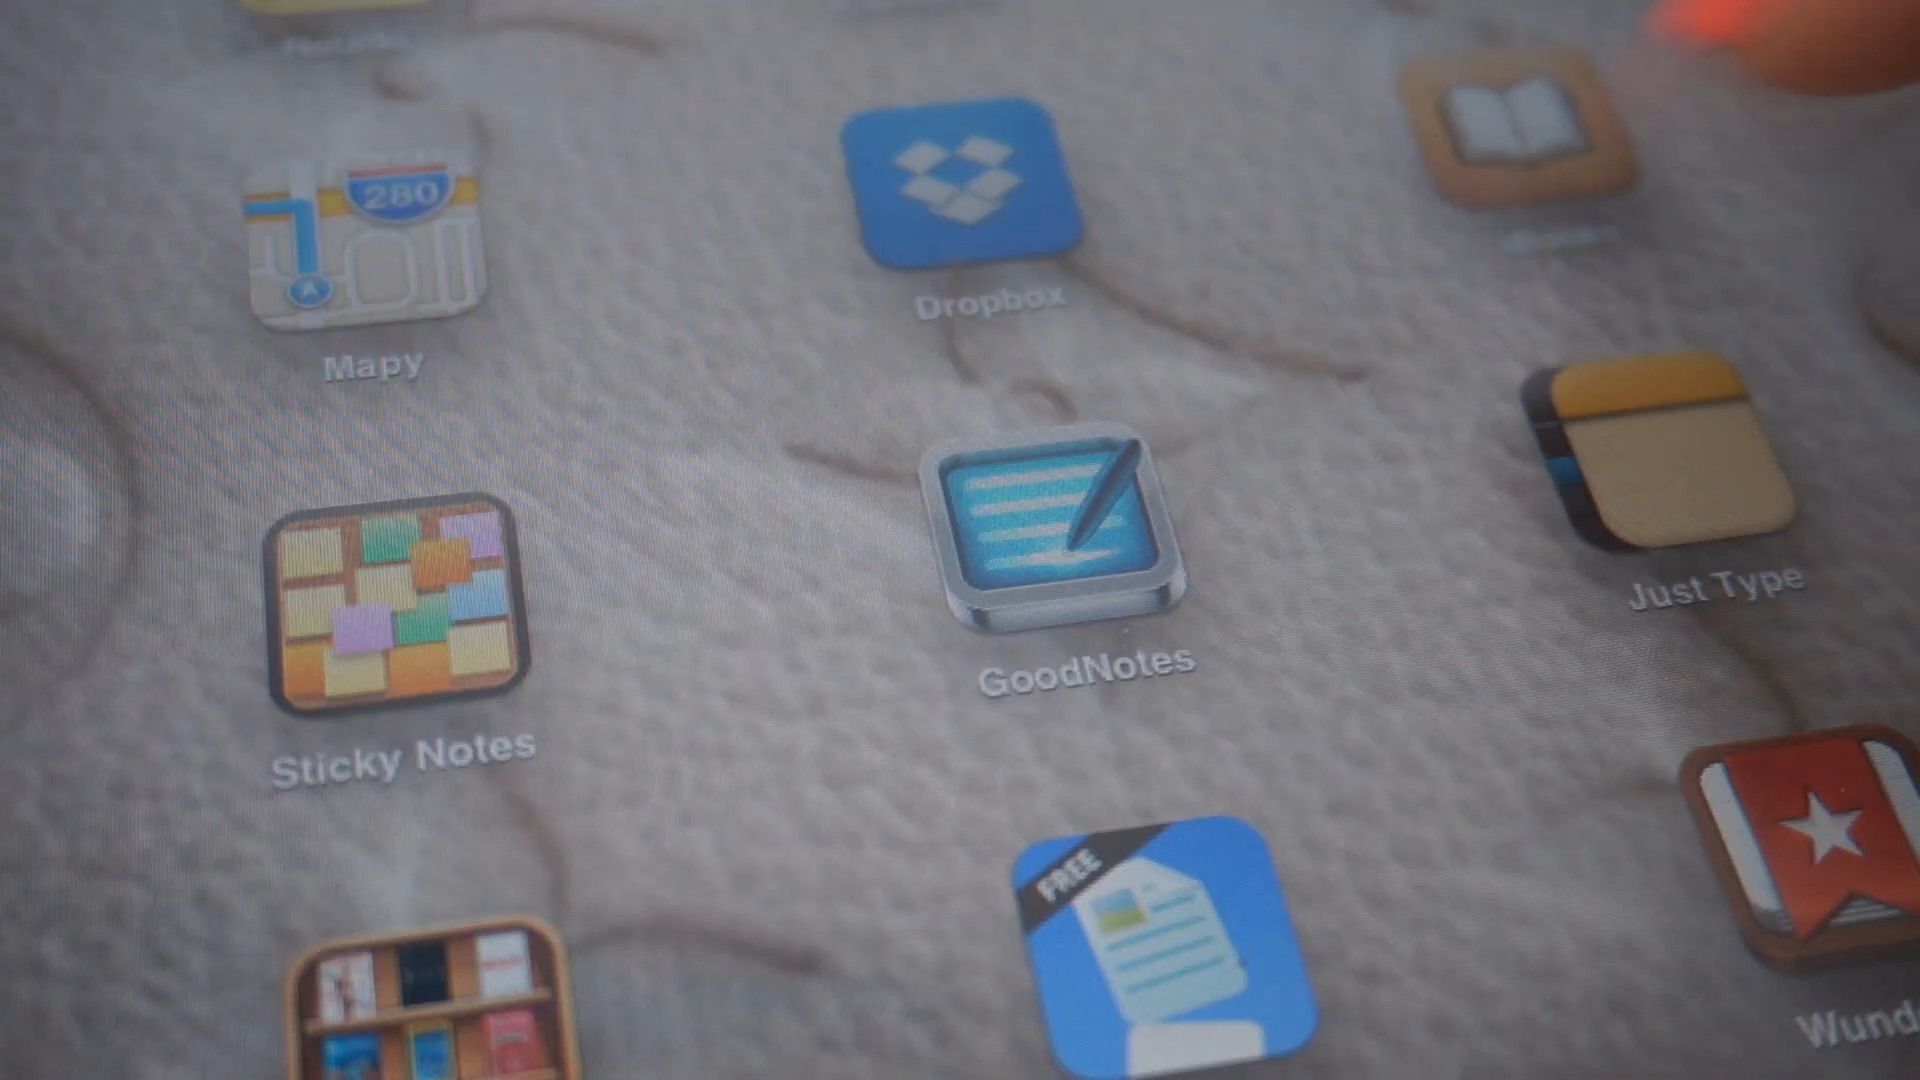 280
A
Dropbox
Mapy
Just Type
GoodNotes
Sticky Notes
FREE
Wund